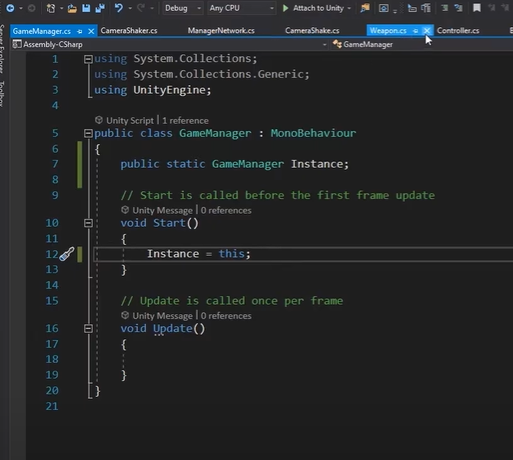 Debug Any CPU Attach to Unity
GameManager.cs CameraShaker.cs ManagerNetwork.cs CameraShake.cs Weapon.cs Controller.cs
Assembly-CSharp GameManager
Server Explorer
Toolbox
1 using System.Collections;
2 using System.Collections.Generic;
3 using UnityEngine;
4
Unity Script | 1 reference
5 public class GameManager : MonoBehaviour
6 {
7 public static GameManager Instance;
8
9 // Start is called before the first frame update
Unity Message | 0 references
10 void Start()
11 {
12 Instance = this;
13 }
14
15 // Update is called once per frame
Unity Message | 0 references
16 void Update()
17 {
18
19 }
20 }
21